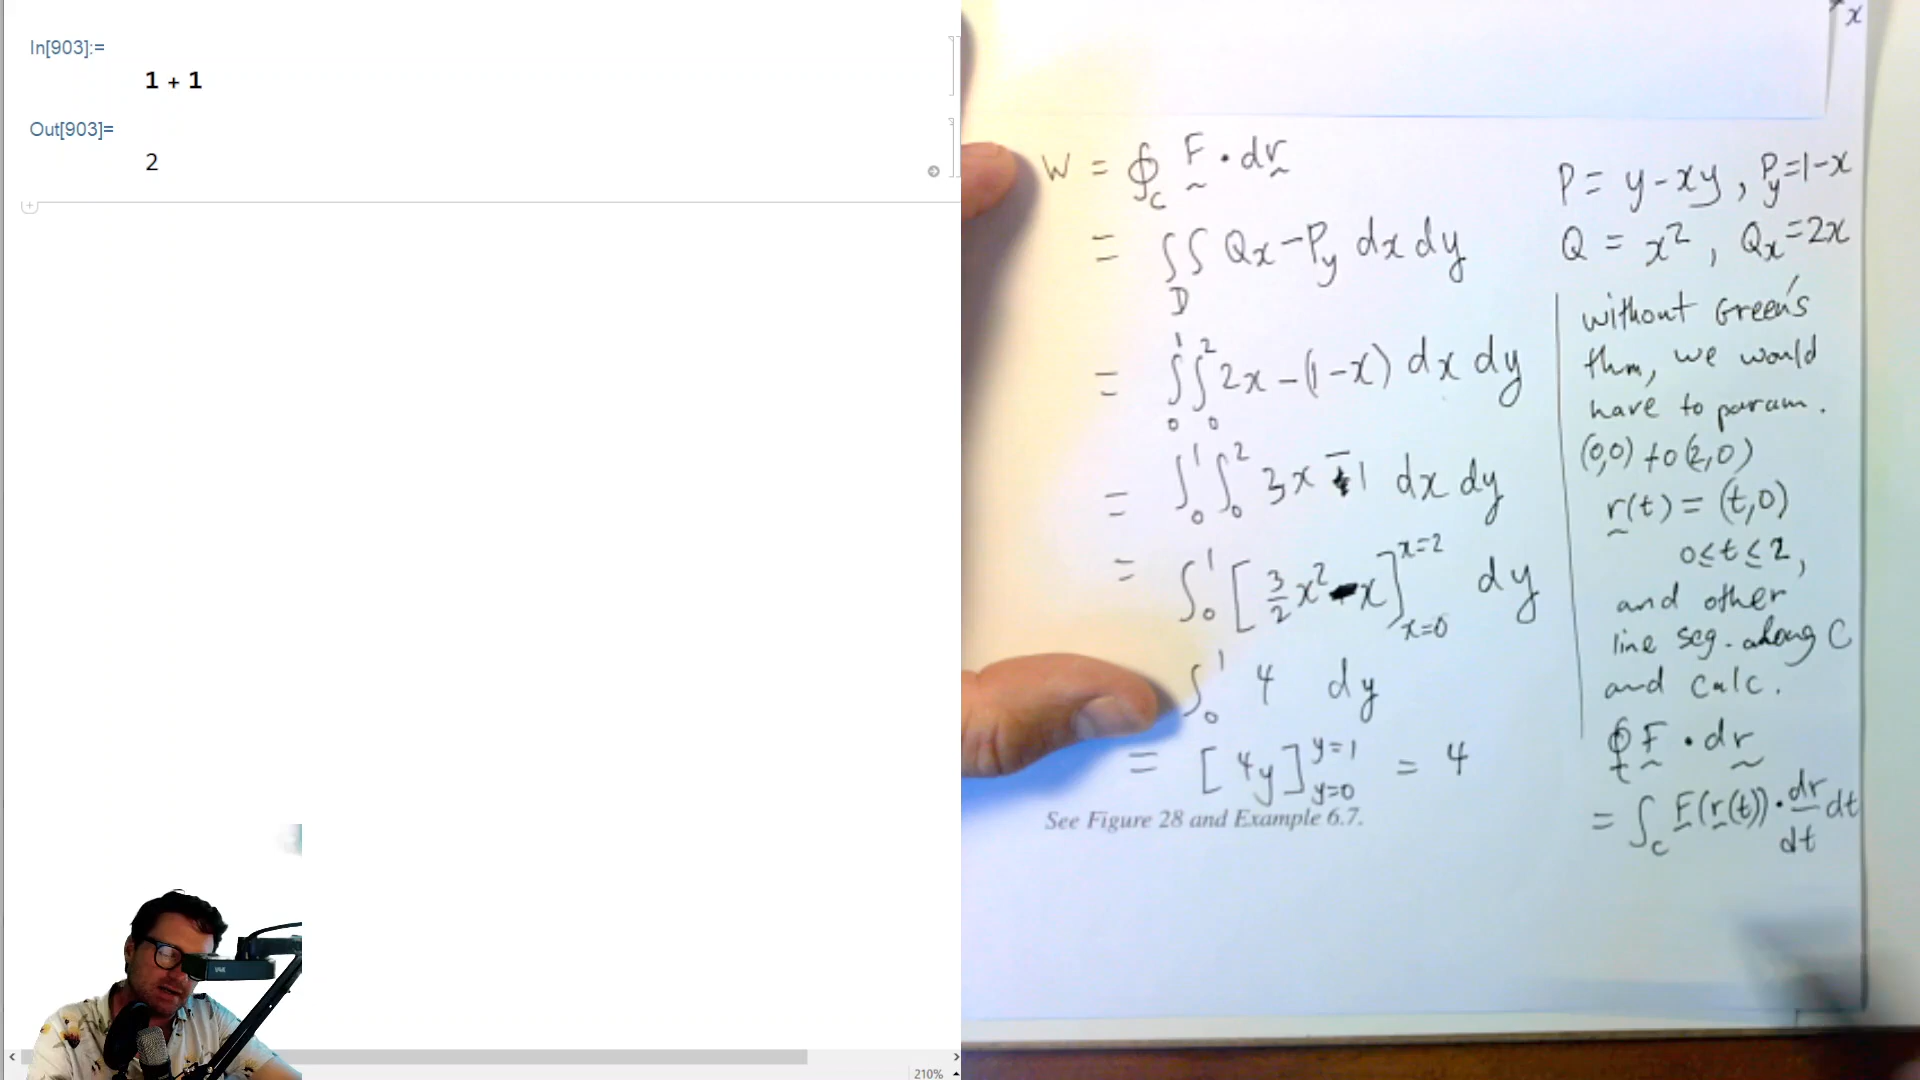 In[903]:=
1 + 1
Out[903]=
2
210%
x
W = ∮_C F · dr
= ∬_D Qx - Py dx dy
= ∫_0^1 ∫_0^2 2x - (1-x) dx dy
= ∫_0^1 ∫_0^2 3x - 1 dx dy
= ∫_0^1 [3/2 x² - x]_{x=0}^{x=2} dy
∫_0^1 4 dy
= [4y]_{y=0}^{y=1} = 4
See Figure 28 and Example 6.7.
P = y - xy, Py = 1-x
Q = x², Qx = 2x
without Green's
thm, we would
have to param.
(0,0) to (2,0)
r(t) = (t,0)
0 ≤ t ≤ 2,
and other
line seg. along C
and calc.
∮ F · dr
= ∫_C F(r(t)) · dr/dt dt